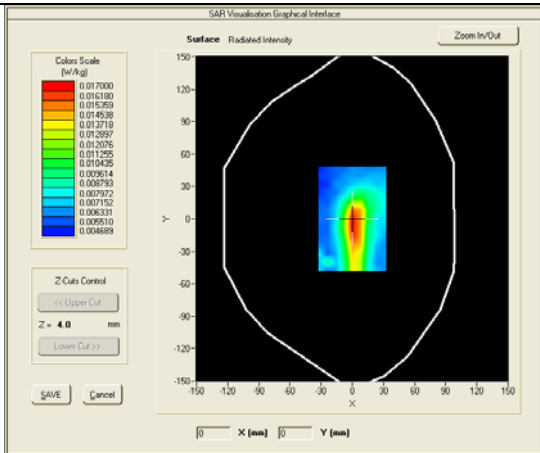 SAR Visualisation Graphical Interface
Surface Radiated Intensity
Zoom In/Out
Colors Scale
(W/kg)
0.017000
0.016180
0.015359
0.014538
0.013718
0.012897
0.012076
0.011255
0.010435
0.009614
0.008793
0.007972
0.007152
0.006331
0.005510
0.004689
Z-Cuts Control
<< Upper Cut
Z = 4.0 mm
Lower Cut >>
SAVE Cancel
150
120
90
60
30
0
-30
-60
-90
-120
-150
Y
-150 -120 -90 -60 -30 0 30 60 90 120 150
X
0 X (mm) 0 Y (mm)